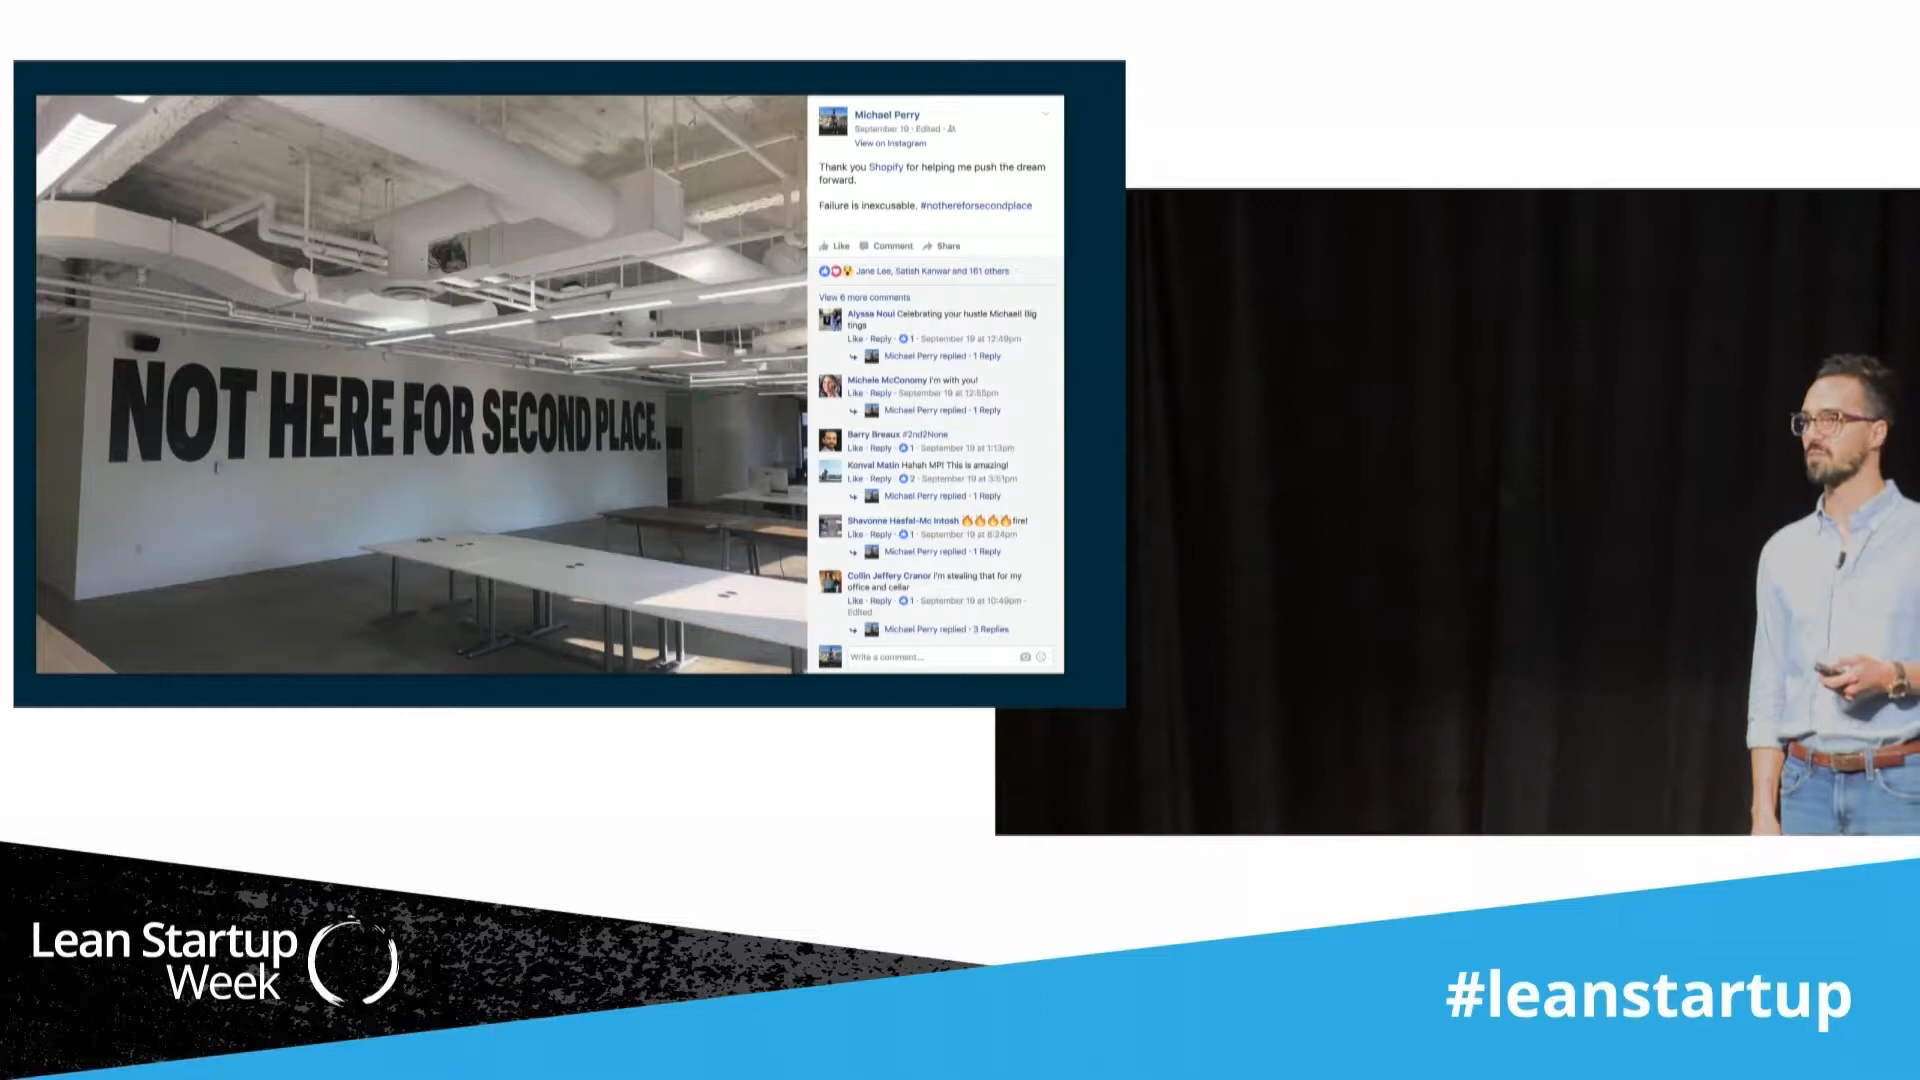 NOT HERE FOR SECOND PLACE.
Michael Perry
September 19 · Edited ·
View on Instagram
Thank you Shopify for helping me push the dream
forward.
Failure is inexcusable. #nothereforsecondplace
Like Comment Share
Jane Lee, Satish Kanwar and 161 others
View 6 more comments
Alyssa Noui Celebrating your hustle Michael! Big
tings
Like · Reply · 1 · September 19 at 12:49pm
Michael Perry replied · 1 Reply
Michele McConomy I'm with you!
Like · Reply · September 19 at 12:55pm
Michael Perry replied · 1 Reply
Barry Breaux #2nd2None
Like · Reply · 1 · September 19 at 1:13pm
Konval Matin Hahah MP! This is amazing!
Like · Reply · 2 · September 19 at 3:51pm
Michael Perry replied · 1 Reply
Shavonne Hasfal-Mc Intosh 🔥🔥🔥🔥fire!
Like · Reply · 1 · September 19 at 8:24pm
Michael Perry replied · 1 Reply
Collin Jeffery Cranor I'm stealing that for my
office and cellar
Like · Reply · 1 · September 19 at 10:49pm ·
Edited
Michael Perry replied · 3 Replies
Write a comment...
Lean Startup
Week
#leanstartup